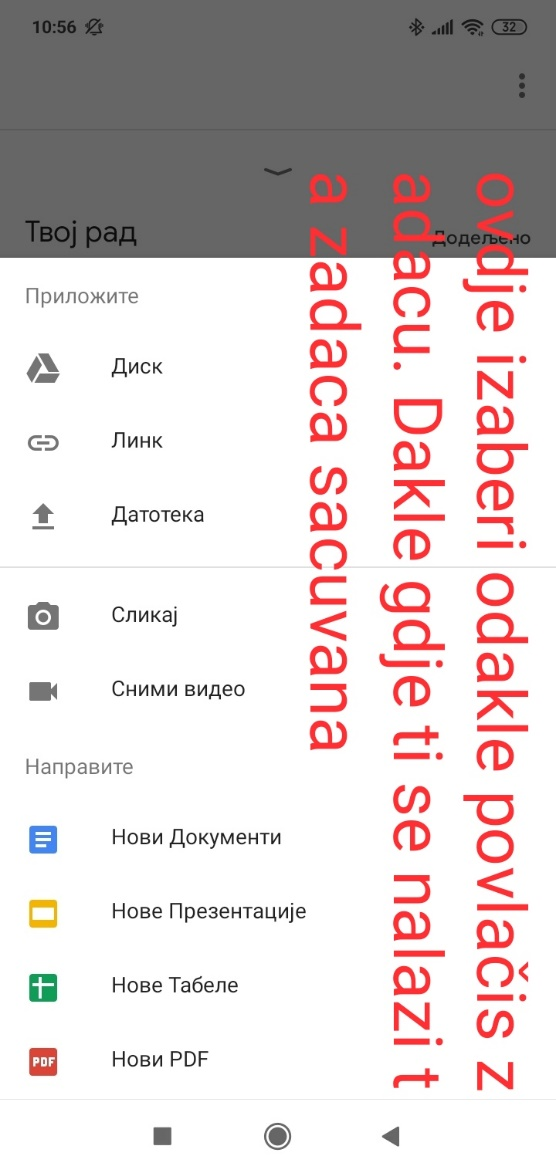 10:56
32
Твој рад
Додељено
Приложите
Диск
Линк
Датотека
Сликај
Сними видео
Направите
Нови Документи
Нове Презентације
Нове Табеле
PDF Нови PDF
ovdje izaberi odakle povlačis z
adacu. Dakle gdje ti se nalazi t
a zadaca sacuvana